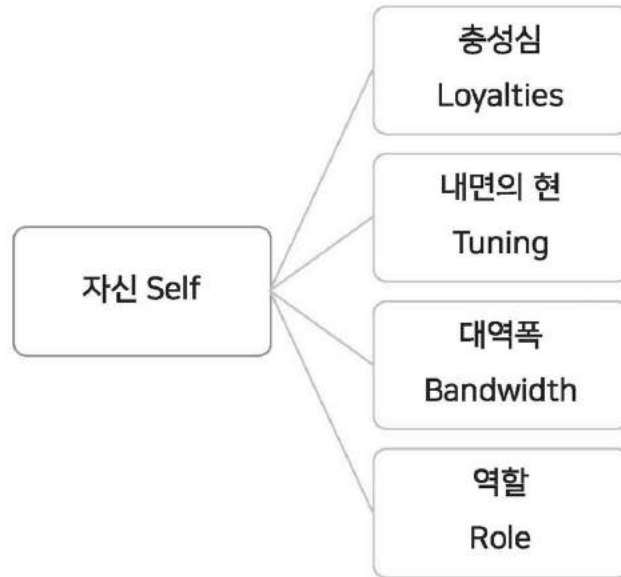 자신 Self
충성심
Loyalties
내면의 현
Tuning
대역폭
Bandwidth
역할
Role